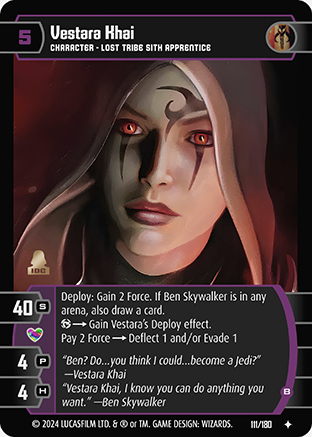 5
Vestara Khai
CHARACTER - LOST TRIBE SITH APPRENTICE
IDC
40 S
Deploy: Gain 2 Force. If Ben Skywalker is in any
arena, also draw a card.
→ Gain Vestara's Deploy effect.
Pay 2 Force → Deflect 1 and/or Evade 1
4 P
"Ben? Do...you think I could...become a Jedi?"
—Vestara Khai
4 H
"Vestara, I know you can do anything you
want." —Ben Skywalker
B
© 2024 LUCASFILM LTD. & ® OR TM. GAME DESIGN: WIZARDS.
111/180